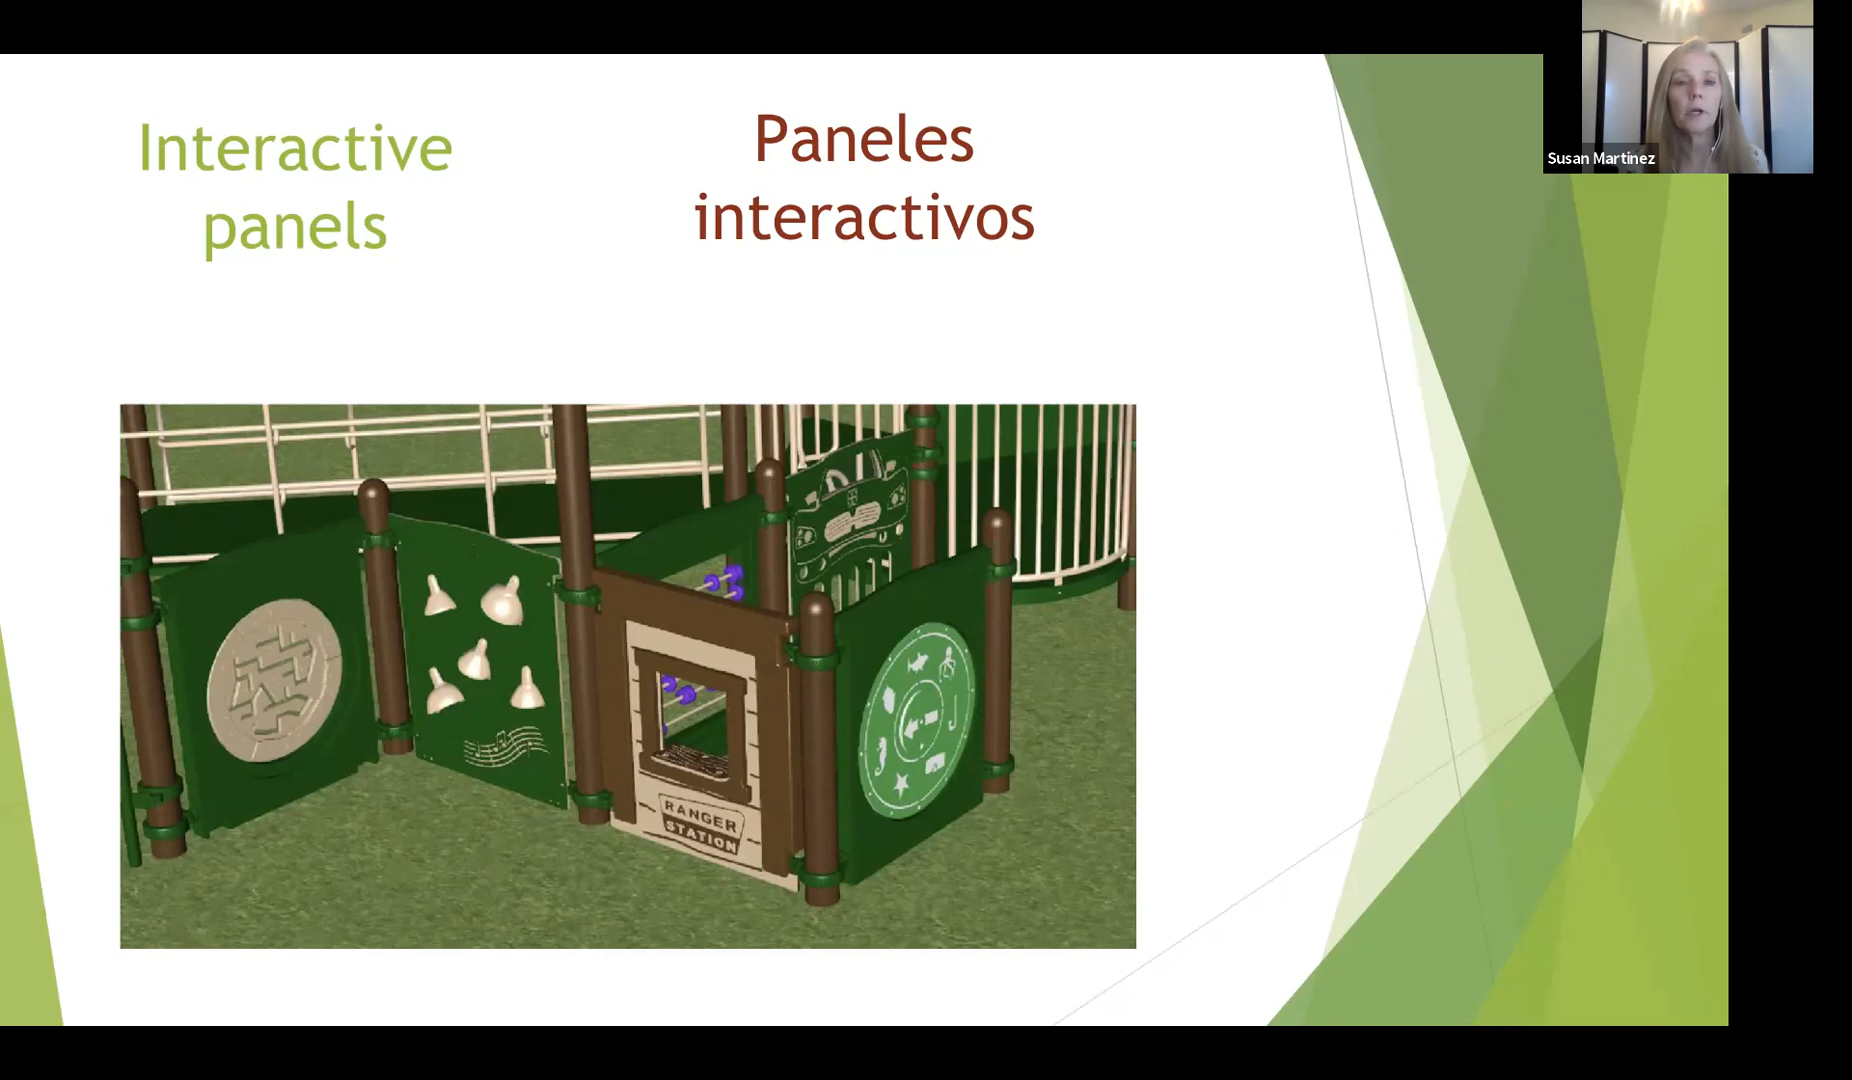 Interactive
panels
Paneles
interactivos
Susan Martinez
RANGER
STATION